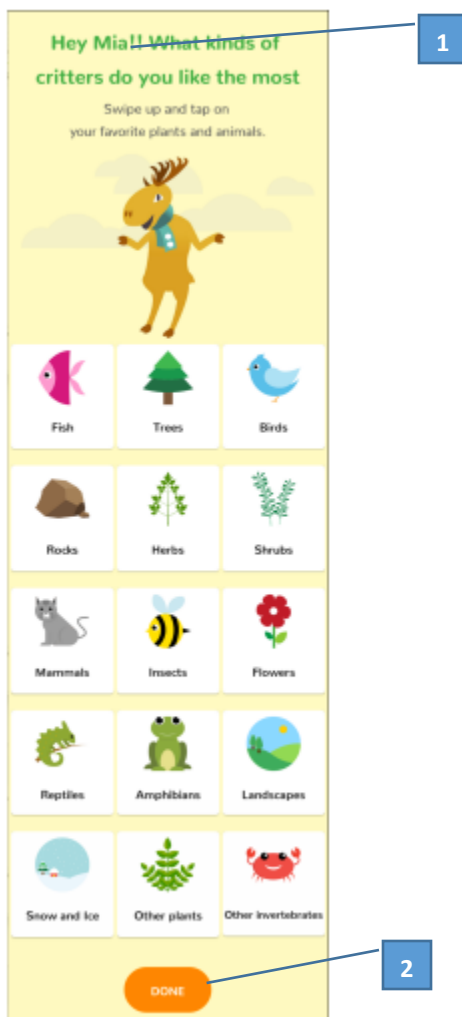 Hey Mia!! What kinds of
critters do you like the most
Swipe up and tap on
your favorite plants and animals.
1
Fish
Trees
Birds
Rocks
Herbs
Shrubs
Mammals
Insects
Flowers
Reptiles
Amphibians
Landscapes
Snow and Ice
Other plants
Other Invertebrates
DONE
2